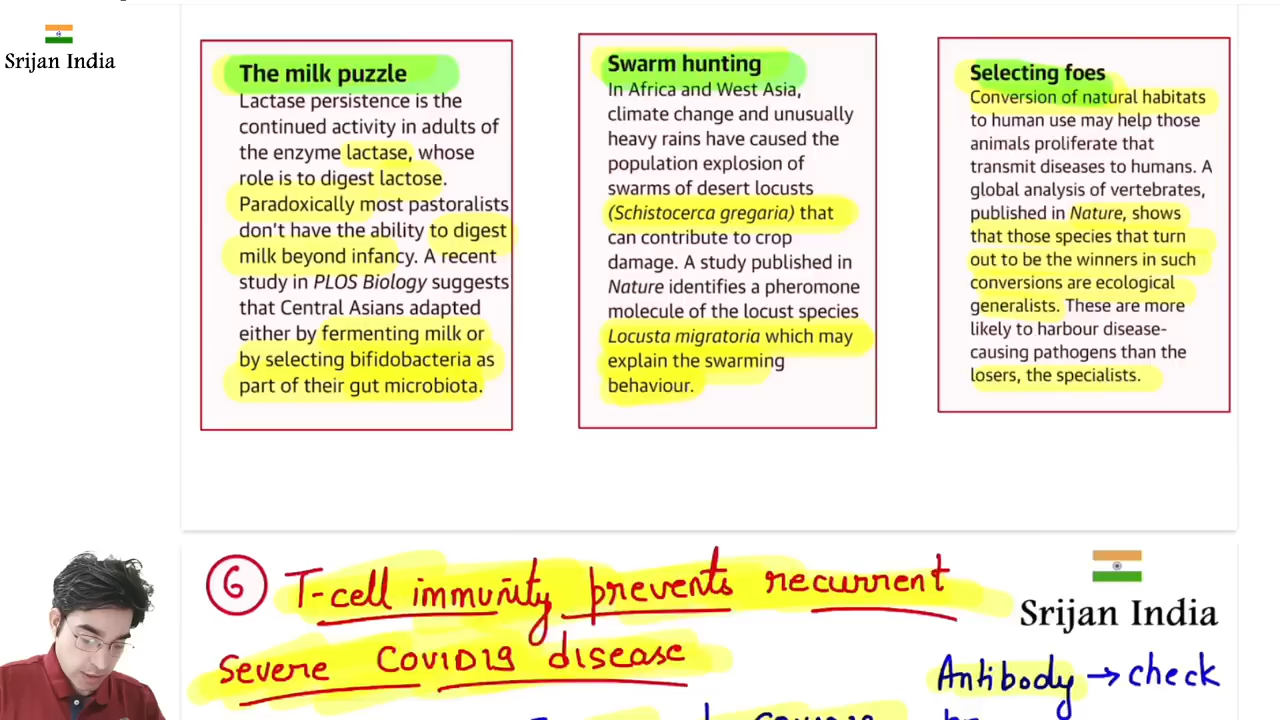 Srijan India
The milk puzzle
Lactase persistence is the
continued activity in adults of
the enzyme lactase, whose
role is to digest lactose.
Paradoxically most pastoralists
don't have the ability to digest
milk beyond infancy. A recent
study in PLOS Biology suggests
that Central Asians adapted
either by fermenting milk or
by selecting bifidobacteria as
part of their gut microbiota.
Swarm hunting
In Africa and West Asia,
climate change and unusually
heavy rains have caused the
population explosion of
swarms of desert locusts
(Schistocerca gregaria) that
can contribute to crop
damage. A study published in
Nature identifies a pheromone
molecule of the locust species
Locusta migratoria which may
explain the swarming
behaviour.
Selecting foes
Conversion of natural habitats
to human use may help those
animals proliferate that
transmit diseases to humans. A
global analysis of vertebrates,
published in Nature, shows
that those species that turn
out to be the winners in such
conversions are ecological
generalists. These are more
likely to harbour disease-
causing pathogens than the
losers, the specialists.
6 T-cell immunity prevents recurrent
severe COVID19 disease
Srijan India
Antibody → check